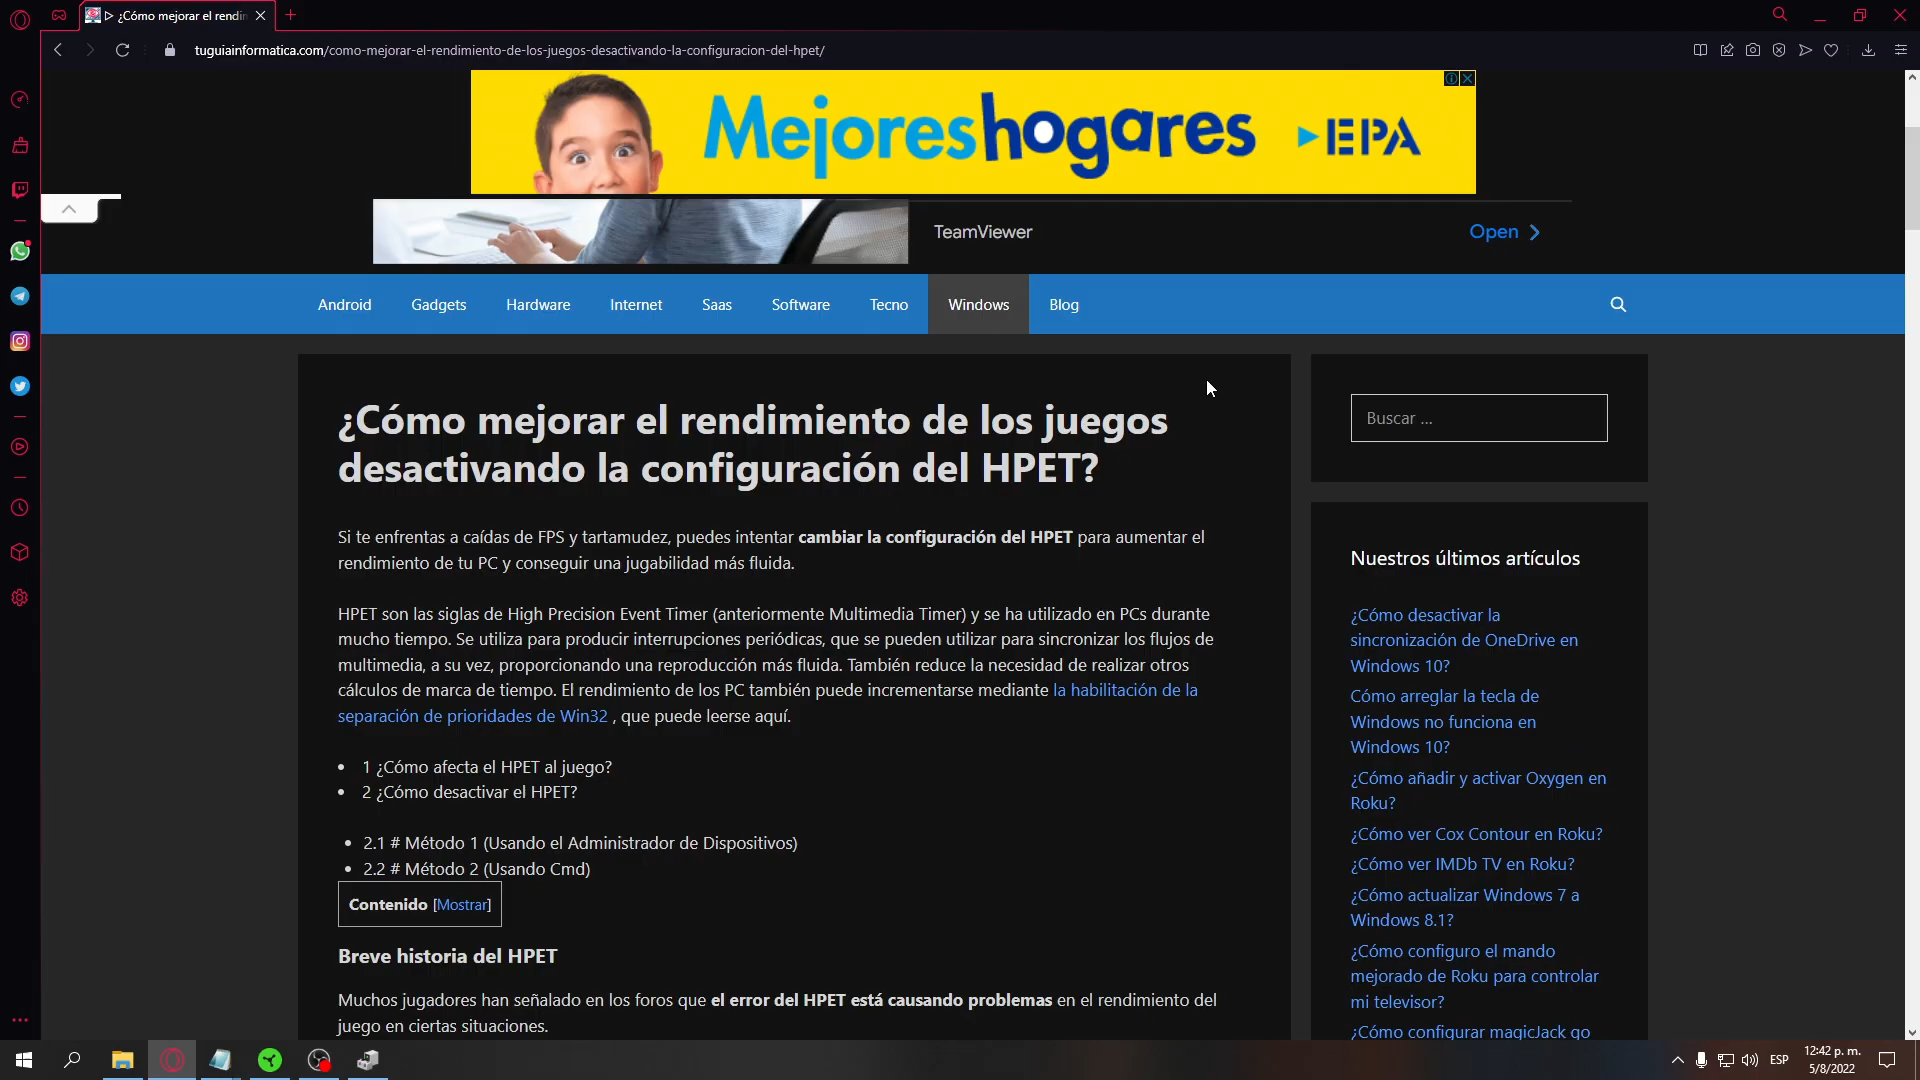 ▷ ¿Cómo mejorar el rendin
tuguiainformatica.com/como-mejorar-el-rendimiento-de-los-juegos-desactivando-la-configuracion-del-hpet/
Mejoreshogares EPA
TeamViewer
Open
Android Gadgets Hardware Internet Saas Software Tecno Windows Blog
¿Cómo mejorar el rendimiento de los juegos
desactivando la configuración del HPET?
Si te enfrentas a caídas de FPS y tartamudez, puedes intentar cambiar la configuración del HPET para aumentar el
rendimiento de tu PC y conseguir una jugabilidad más fluida.
HPET son las siglas de High Precision Event Timer (anteriormente Multimedia Timer) y se ha utilizado en PCs durante
mucho tiempo. Se utiliza para producir interrupciones periódicas, que se pueden utilizar para sincronizar los flujos de
multimedia, a su vez, proporcionando una reproducción más fluida. También reduce la necesidad de realizar otros
cálculos de marca de tiempo. El rendimiento de los PC también puede incrementarse mediante la habilitación de la
separación de prioridades de Win32 , que puede leerse aquí.
• 1 ¿Cómo afecta el HPET al juego?
• 2 ¿Cómo desactivar el HPET?
• 2.1 # Método 1 (Usando el Administrador de Dispositivos)
• 2.2 # Método 2 (Usando Cmd)
Contenido [Mostrar]
Breve historia del HPET
Muchos jugadores han señalado en los foros que el error del HPET está causando problemas en el rendimiento del
juego en ciertas situaciones.
Buscar ...
Nuestros últimos artículos
¿Cómo desactivar la
sincronización de OneDrive en
Windows 10?
Cómo arreglar la tecla de
Windows no funciona en
Windows 10?
¿Cómo añadir y activar Oxygen en
Roku?
¿Cómo ver Cox Contour en Roku?
¿Cómo ver IMDb TV en Roku?
¿Cómo actualizar Windows 7 a
Windows 8.1?
¿Cómo configuro el mando
mejorado de Roku para controlar
mi televisor?
¿Cómo configurar magicJack go
ESP
12:42 p. m.
5/8/2022